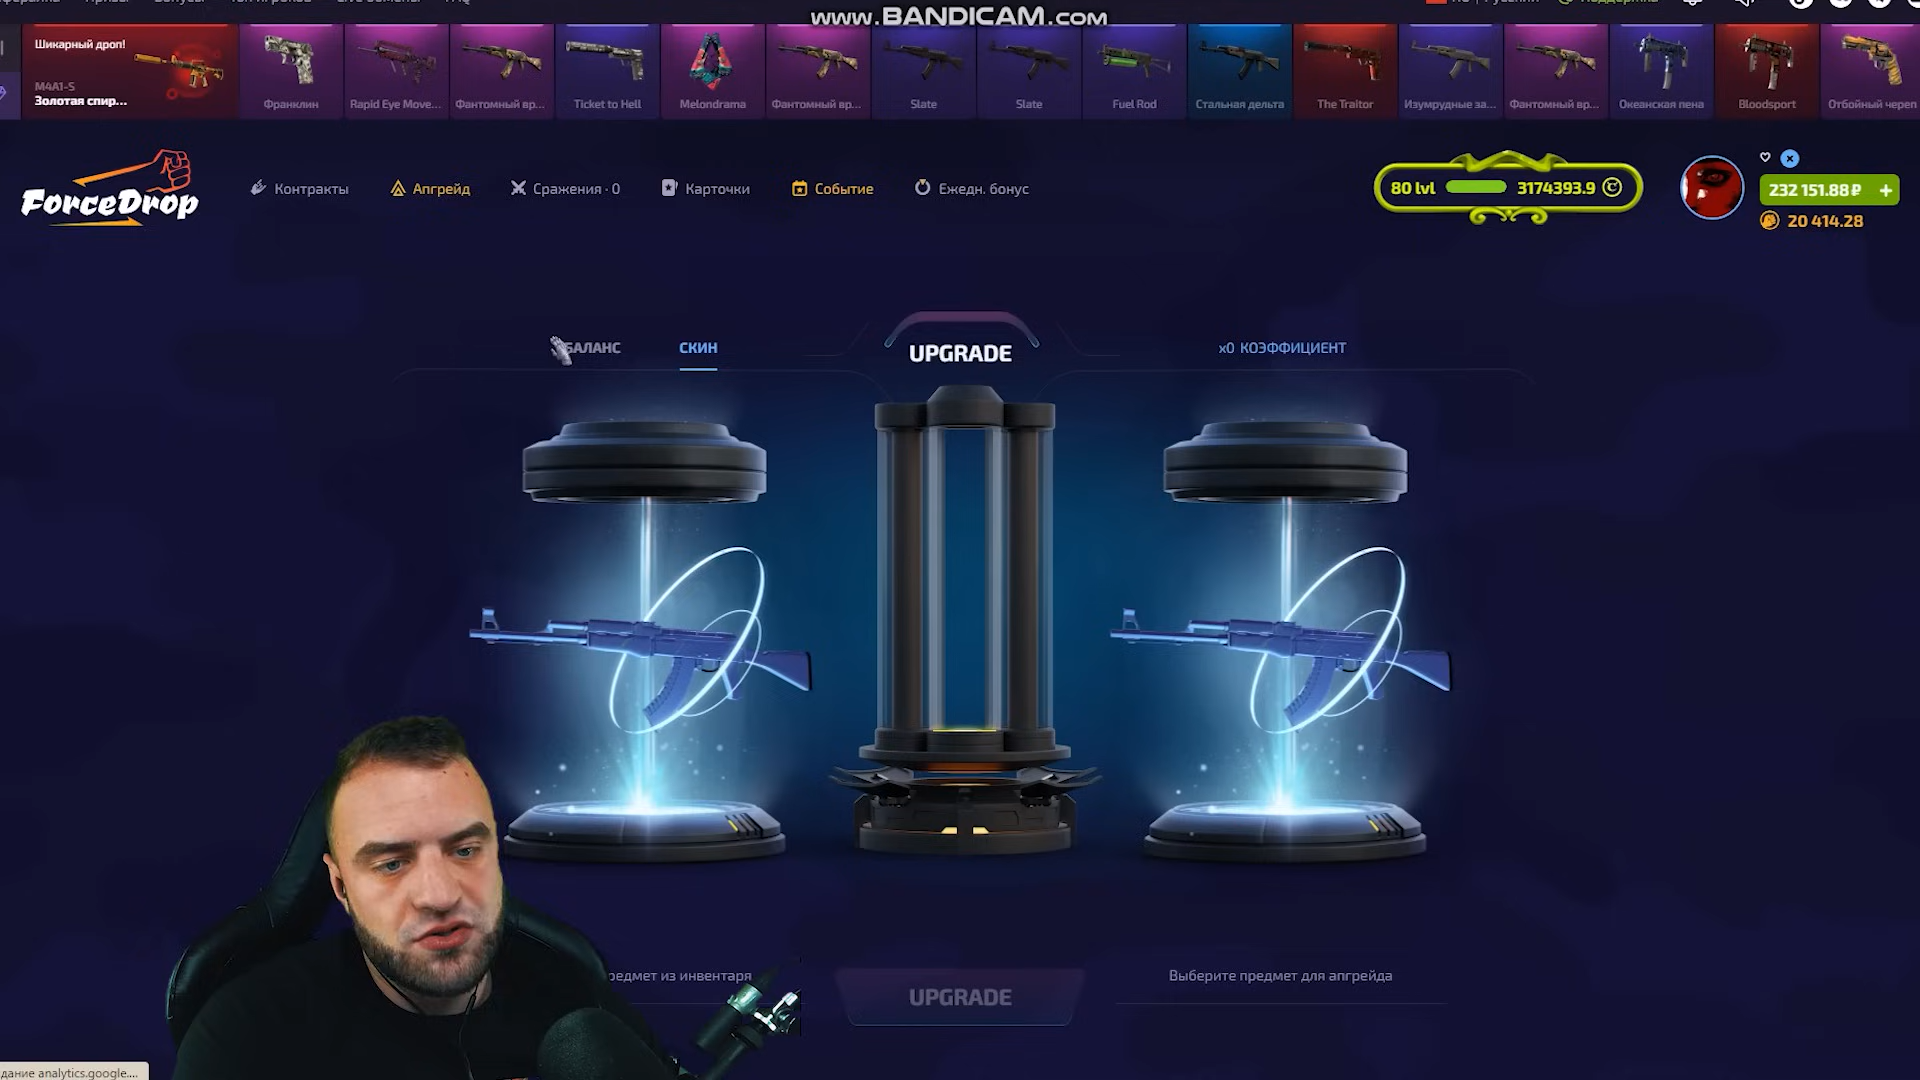 www.BANDICAM.com
Шикарный дроп!
M4A1-S
Золотая спир...
Франклин
Rapid Eye Move...
Фантомный вр...
Ticket to Hell
Melondrama
Фантомный вр...
Slate
Slate
Fuel Rod
Стальная дельта
The Traitor
Изумрудные за...
Фантомный вр...
Океанская пена
Bloodsport
Отбойный череп
ForceDrop
Контракты
Апгрейд
Сражения · 0
Карточки
Событие
Ежедн. бонус
80 lvl
3174393.9
232 151.88₽ +
20 414.28
БАЛАНС
СКИН
UPGRADE
x0 КОЭФФИЦИЕНТ
редмет из инвентаря
UPGRADE
Выберите предмет для апгрейда
дание analytics.google....